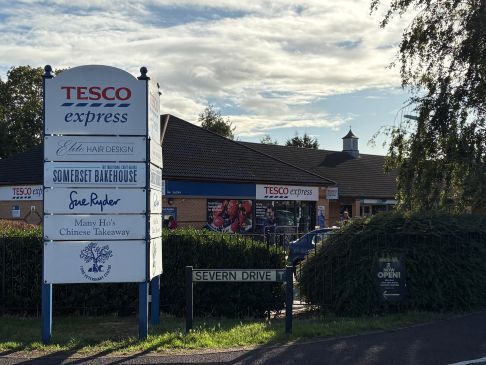 TESCO
express
Elite HAIR DESIGN
SOMERSET BAKEHOUSE
Sue Ryder
Many Ho's
Chinese Takeaway
TESCO express
TESCO express
SEVERN DRIVE
NOW
OPEN!